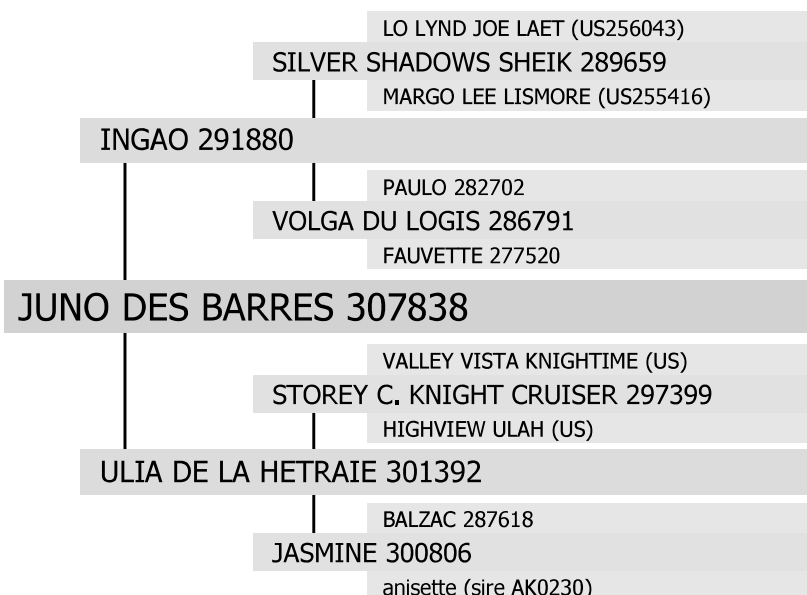 LO LYND JOE LAET (US256043)
SILVER SHADOWS SHEIK 289659
MARGO LEE LISMORE (US255416)
INGAO 291880
PAULO 282702
VOLGA DU LOGIS 286791
FAUVETTE 277520
JUNO DES BARRES 307838
VALLEY VISTA KNIGHTIME (US)
STOREY C. KNIGHT CRUISER 297399
HIGHVIEW ULAH (US)
ULIA DE LA HETRAIE 301392
BALZAC 287618
JASMINE 300806
anisette (sire AK0230)